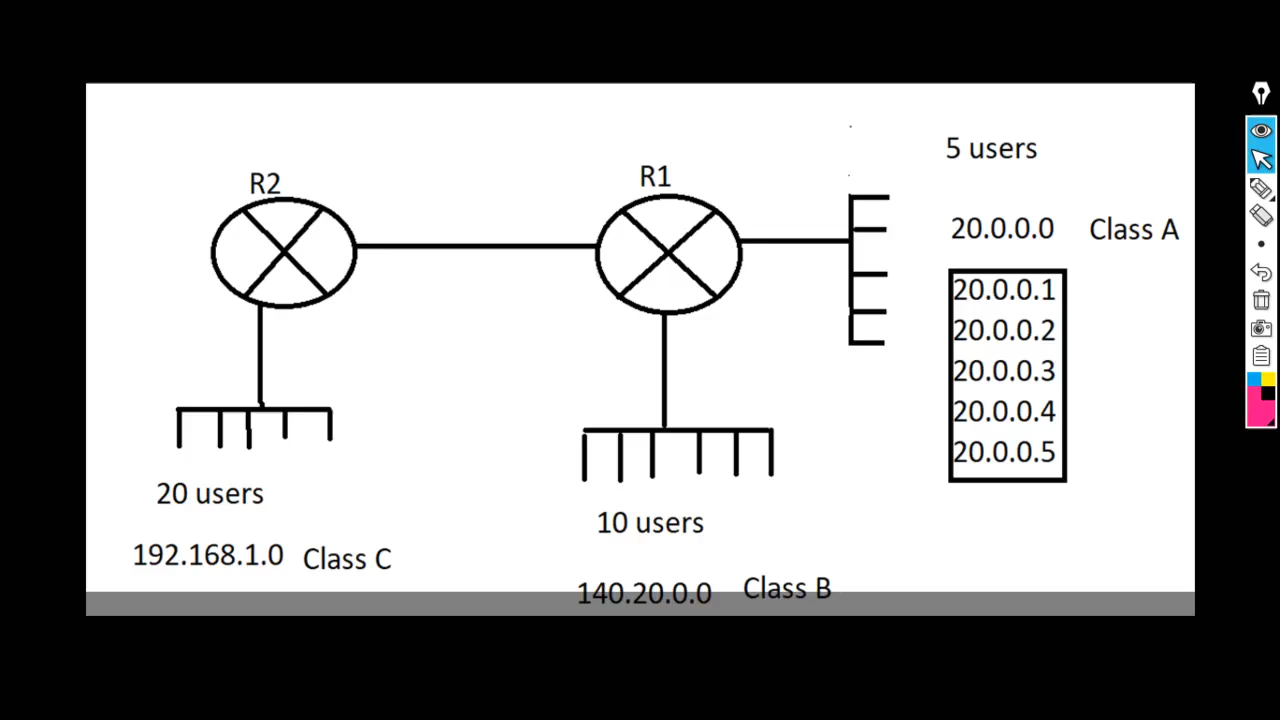 R2
R1
5 users
20.0.0.0 Class A
20.0.0.1
20.0.0.2
20.0.0.3
20.0.0.4
20.0.0.5
20 users
192.168.1.0 Class C
10 users
140.20.0.0 Class B